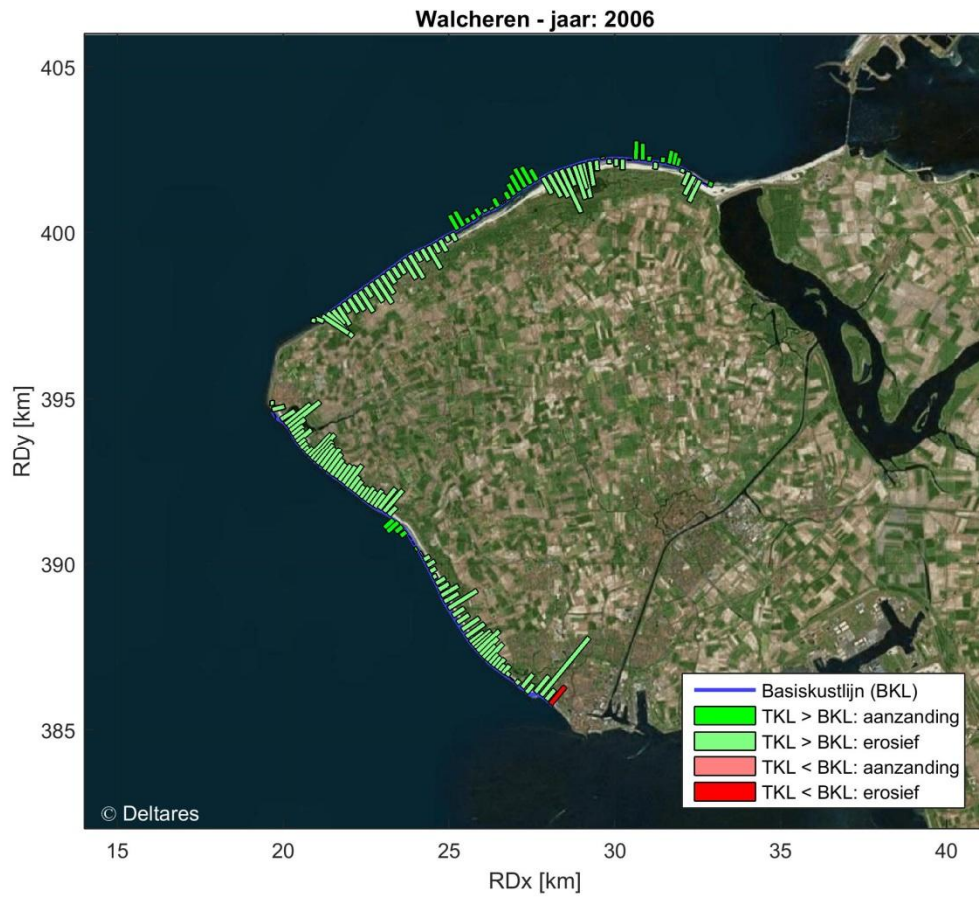 Walcheren - jaar: 2006
405
400
395
390
385
RDy [km]
Basiskustlijn (BKL)
TKL > BKL: aanzanding
TKL > BKL: erosief
TKL < BKL: aanzanding
TKL < BKL: erosief
© Deltares
15
20
25
30
35
40
RDx [km]